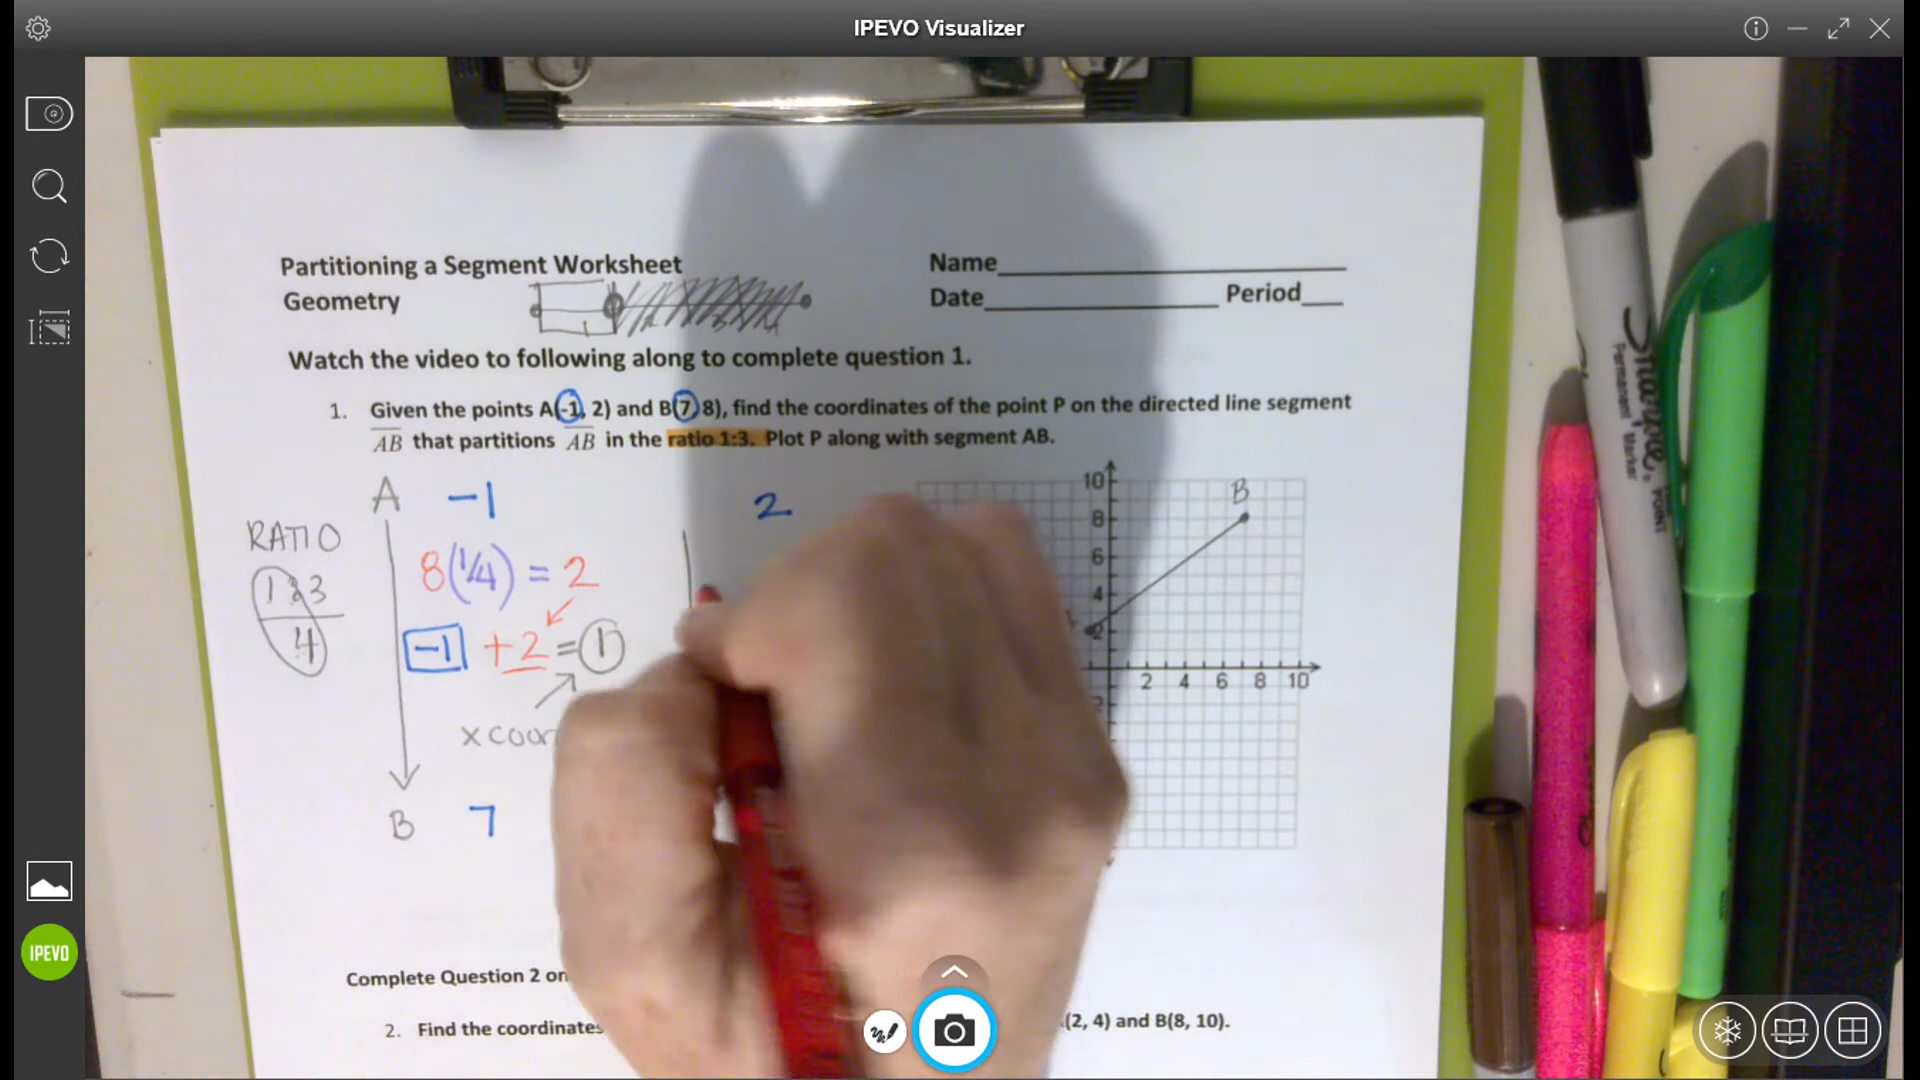 IPEVO Visualizer
Partitioning a Segment Worksheet
Geometry
Name
Date Period
Watch the video to following along to complete question 1.
1. Given the points A(-1, 2) and B(7, 8), find the coordinates of the point P on the directed line segment
AB that partitions AB in the ratio 1:3. Plot P along with segment AB.
A -1
2
RATIO
1 3
4
8(1/4) = 2
-1 +2 = 1
x coor
B 7
B
10
8
6
4
2
2 4 6 8 10
Complete Question 2 on
2. Find the coordinates (2, 4) and B(8, 10).
IPEVO
Sharpie
Permanent Marker
POINT